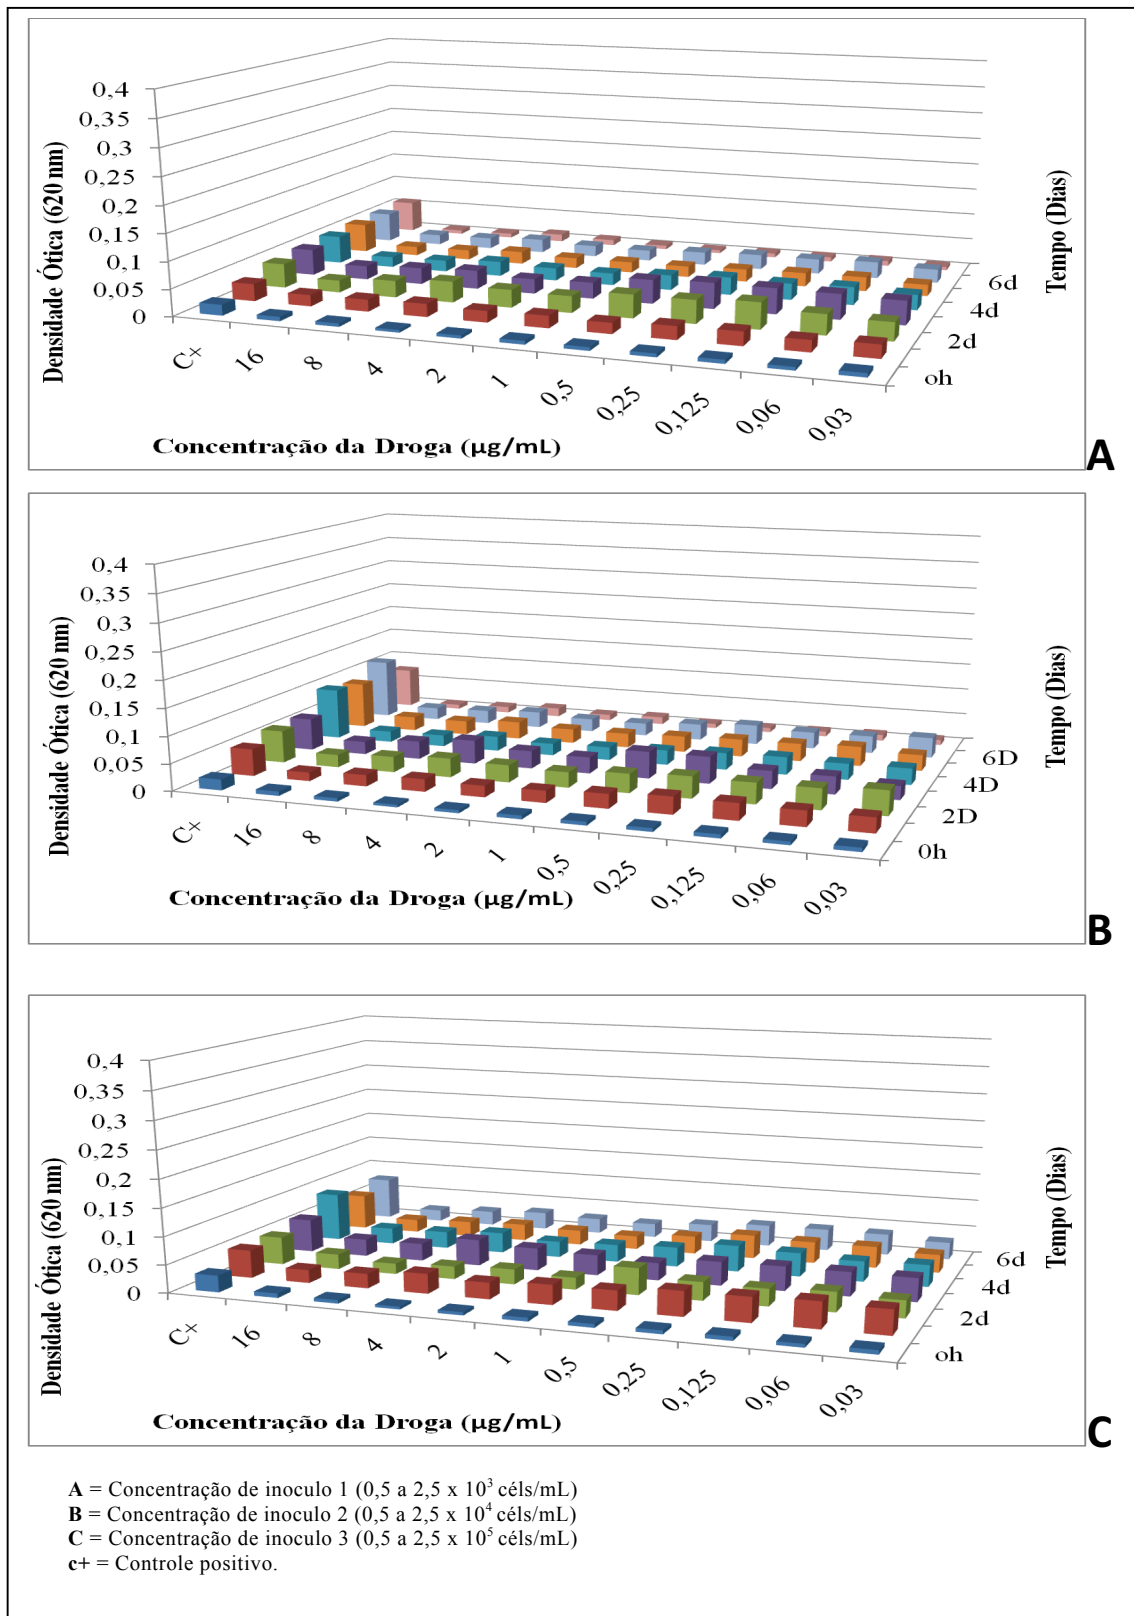 0,4
0,35
0,3
0,25
0,2
0,15
0,1
0,05
0
Densidade Ótica (620 nm)
C+
16
8
4
2
1
0,5
0,25
0,125
0,06
0,03
oh
2d
4d
6d
Tempo (Dias)
Concentração da Droga (µg/mL)
A
0,4
0,35
0,3
0,25
0,2
0,15
0,1
0,05
0
Densidade Ótica (620 nm)
C+
16
8
4
2
1
0,5
0,25
0,125
0,06
0,03
0h
2D
4D
6D
Tempo (Dias)
Concentração da Droga (µg/mL)
B
0,4
0,35
0,3
0,25
0,2
0,15
0,1
0,05
0
Densidade Ótica (620 nm)
C+
16
8
4
2
1
0,5
0,25
0,125
0,06
0,03
oh
2d
4d
6d
Tempo (Dias)
Concentração da Droga (µg/mL)
C
A = Concentração de inoculo 1 (0,5 a 2,5 x 10³ céls/mL)
B = Concentração de inoculo 2 (0,5 a 2,5 x 10⁴ céls/mL)
C = Concentração de inoculo 3 (0,5 a 2,5 x 10⁵ céls/mL)
c+ = Controle positivo.